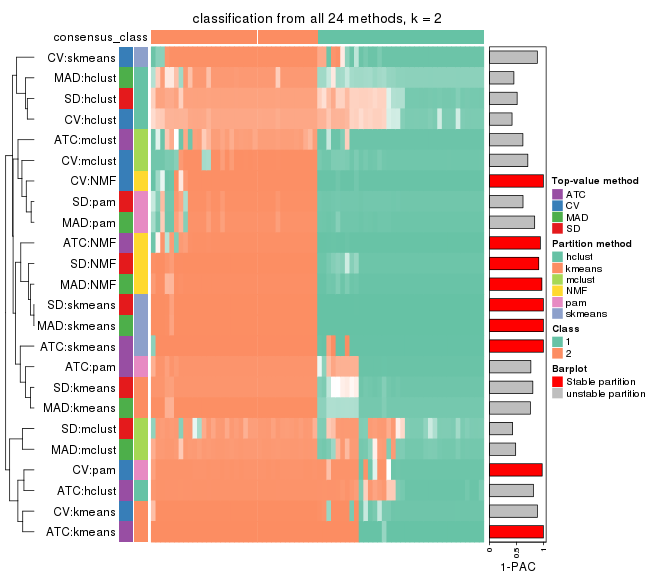 classification from all 24 methods, k = 2
consensus_class
CV:skmeans
MAD:hclust
SD:hclust
CV:hclust
ATC:mclust
CV:mclust
CV:NMF
SD:pam
MAD:pam
ATC:NMF
SD:NMF
MAD:NMF
SD:skmeans
MAD:skmeans
ATC:skmeans
ATC:pam
SD:kmeans
MAD:kmeans
SD:mclust
MAD:mclust
CV:pam
ATC:hclust
CV:kmeans
ATC:kmeans
0
0.5
1
1-PAC
Top-value method
ATC
CV
MAD
SD
Partition method
hclust
kmeans
mclust
NMF
pam
skmeans
Class
1
2
Barplot
Stable partition
unstable partition